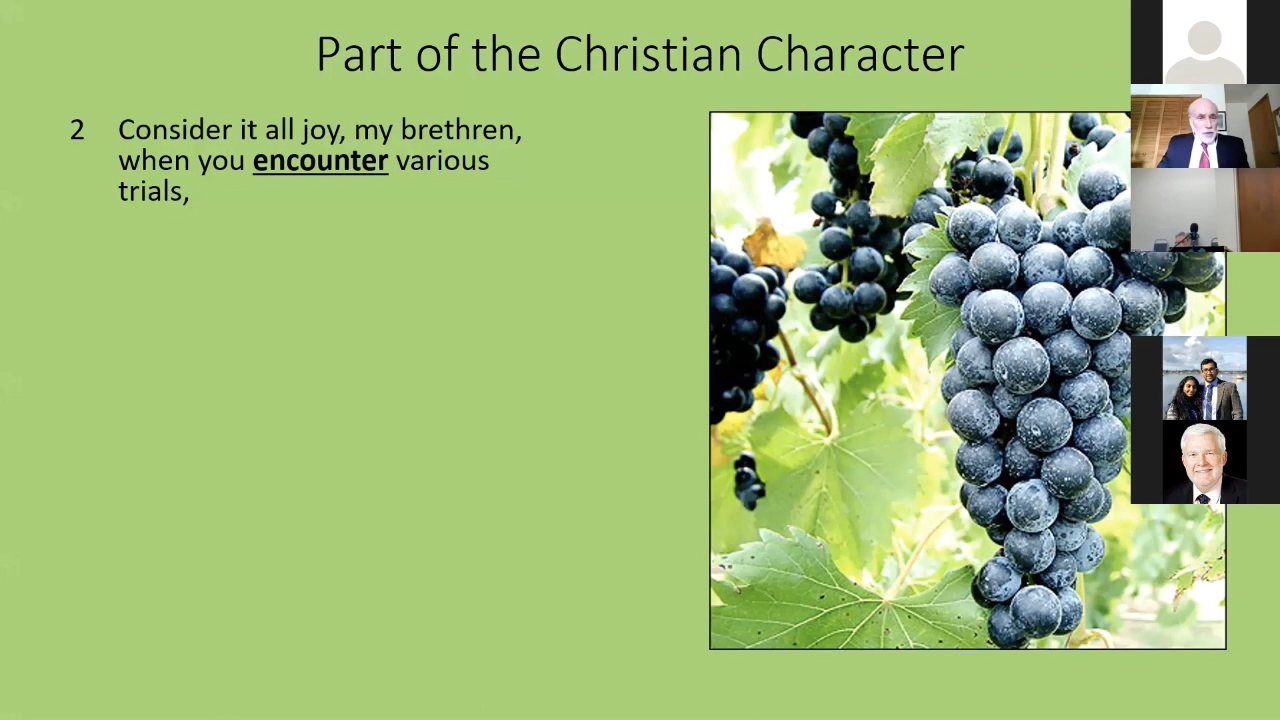 Part of the Christian Character
2 Consider it all joy, my brethren,
when you encounter various
trials,